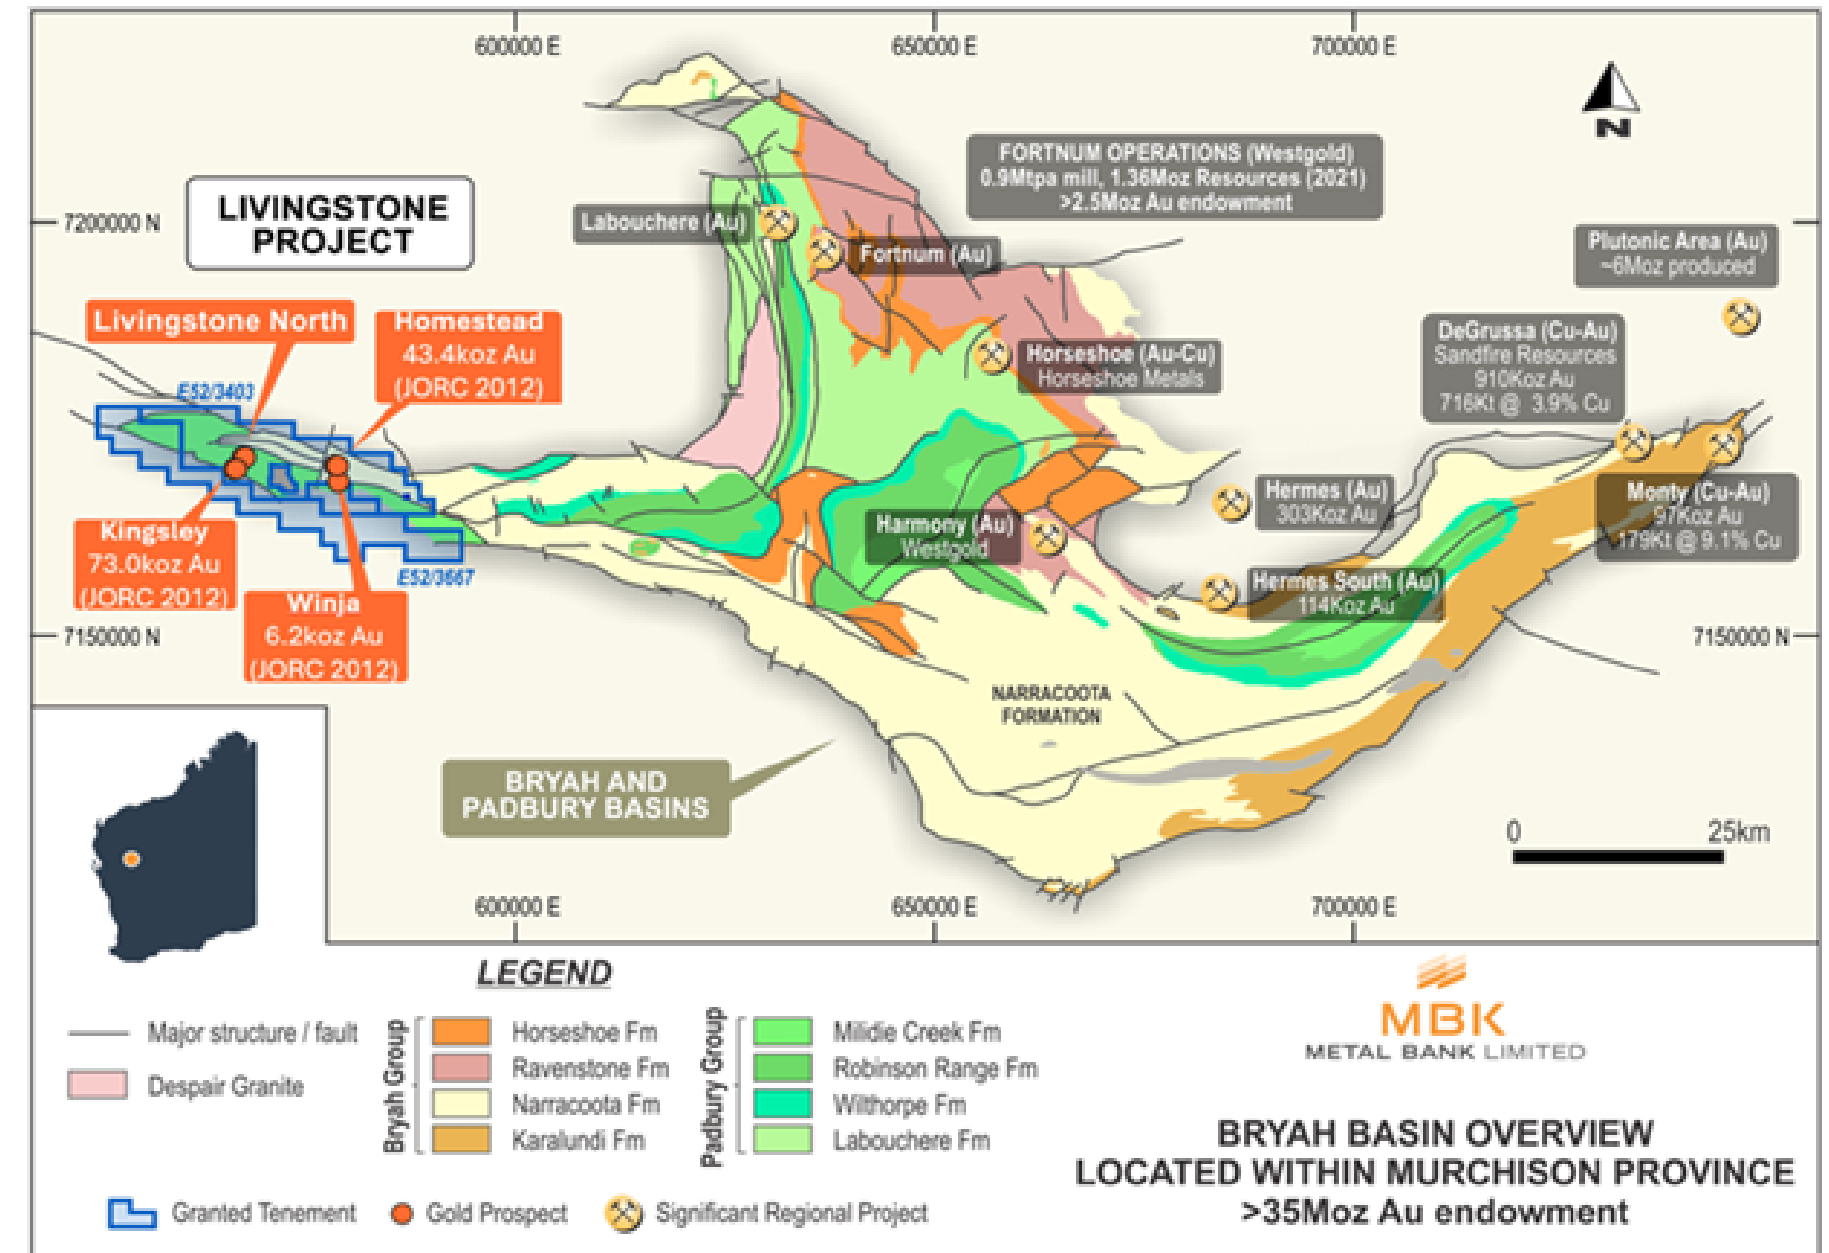 600000 E
650000 E
700000 E
N
FORTNUM OPERATIONS (Westgold)
0.9Mtpa mill, 1.36Moz Resources (2021)
>2.5Moz Au endowment
LIVINGSTONE
PROJECT
7200000 N
Labouchere (Au)
Fortnum (Au)
Plutonic Area (Au)
~6Moz produced
Livingstone North
Homestead
43.4koz Au
(JORC 2012)
DeGrussa (Cu-Au)
Sandfire Resources
910Koz Au
716Kt @ 3.9% Cu
Horseshoe (Au-Cu)
Horseshoe Metals
E52/3403
Hermes (Au)
303Koz Au
Monty (Cu-Au)
97Koz Au
179Kt @ 9.1% Cu
Harmony (Au)
Westgold
Kingsley
73.0koz Au
(JORC 2012)
E52/3667
Hermes South (Au)
114Koz Au
Winja
6.2koz Au
(JORC 2012)
7150000 N
7150000 N
NARRACOOTA
FORMATION
BRYAH AND
PADBURY BASINS
0 25km
600000 E
650000 E
700000 E
LEGEND
Major structure / fault
Despair Granite
Bryah Group
Horseshoe Fm
Ravenstone Fm
Narracoota Fm
Karalundi Fm
Padbury Group
Millidie Creek Fm
Robinson Range Fm
Wilthorpe Fm
Labouchere Fm
Granted Tenement
Gold Prospect
Significant Regional Project
MBK
METAL BANK LIMITED
BRYAH BASIN OVERVIEW
LOCATED WITHIN MURCHISON PROVINCE
>35Moz Au endowment